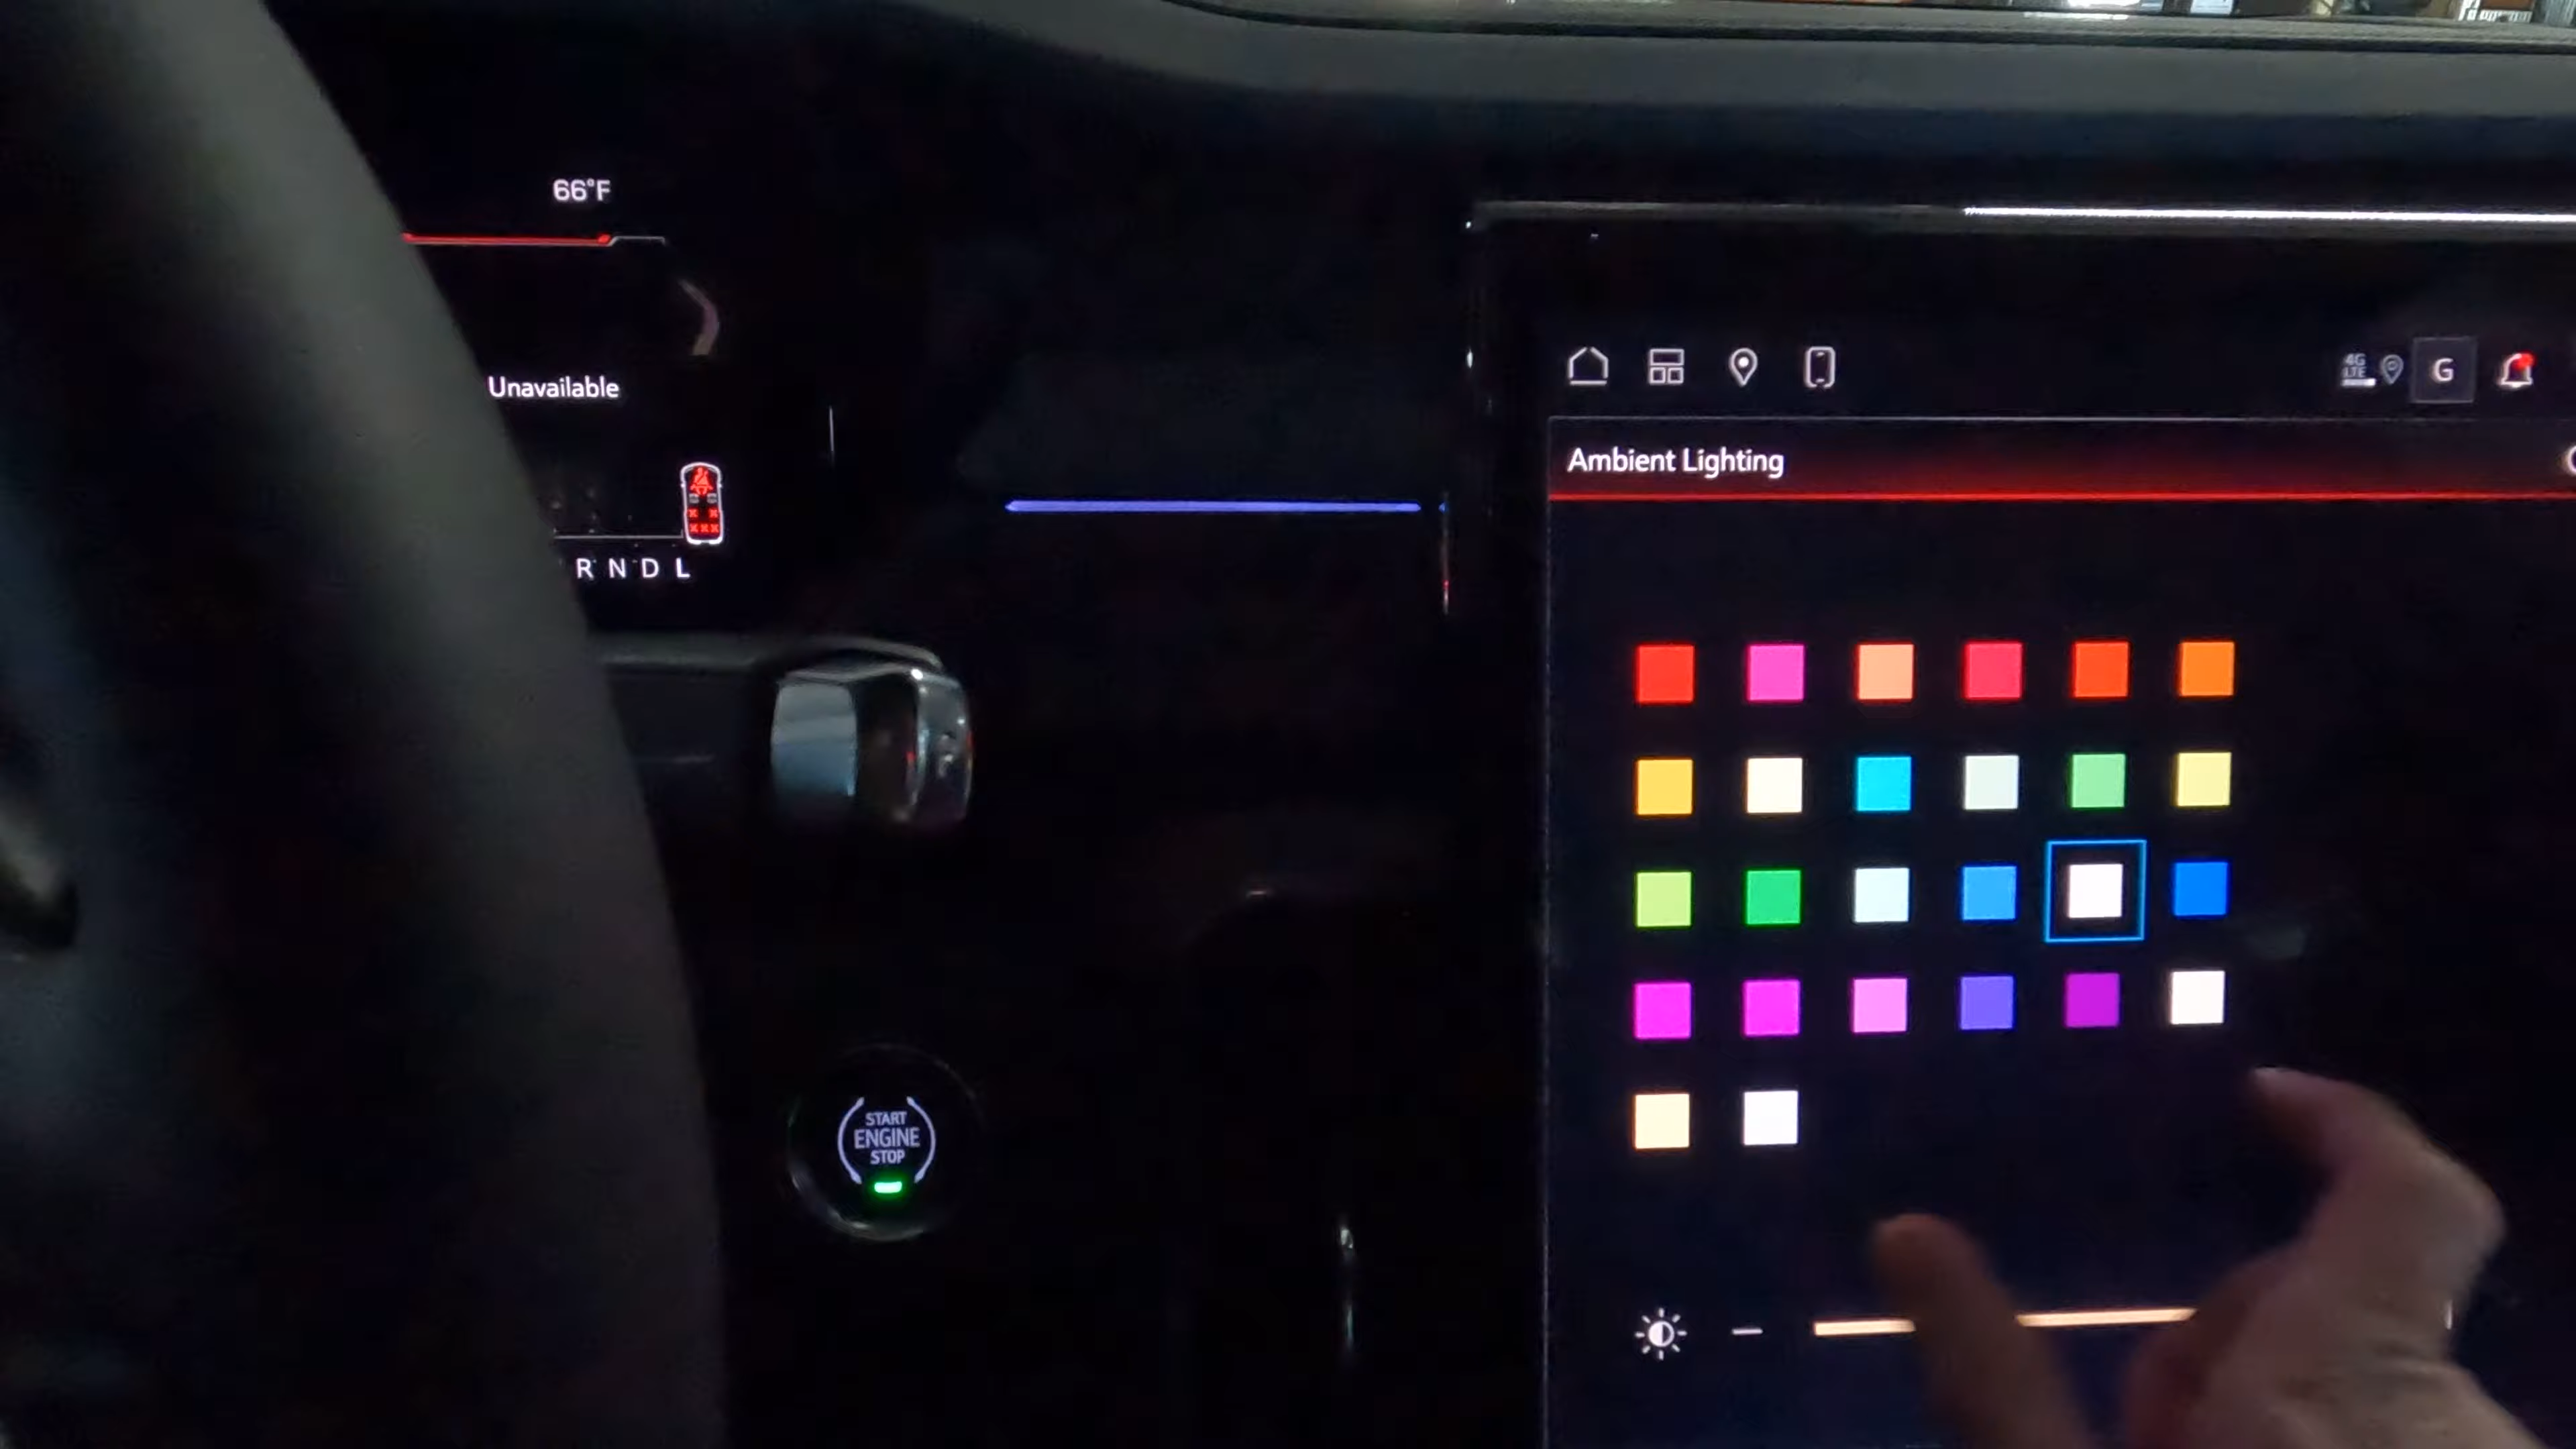 66°F
Unavailable
R N D L
START
ENGINE
STOP
4G
LTE
G
Ambient Lighting